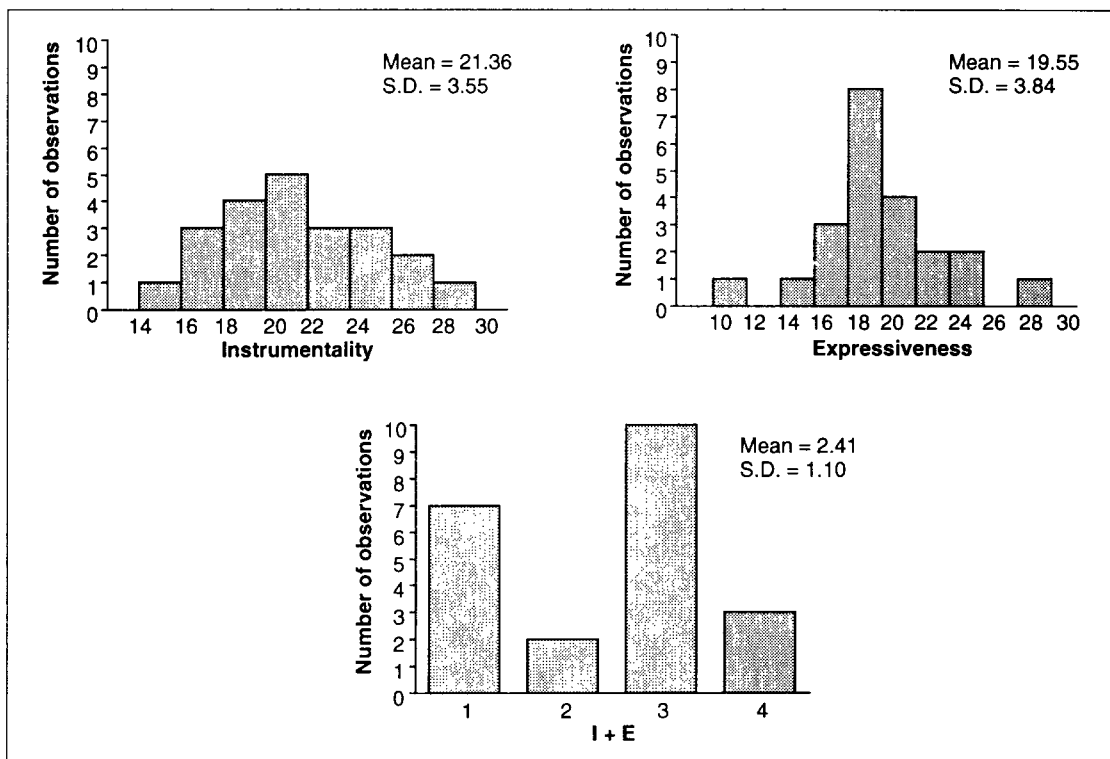 Mean = 21.36
S.D. = 3.55
Number of observations
10
9
8
7
6
5
4
3
2
1
0
14 16 18 20 22 24 26 28 30
Instrumentality
Mean = 19.55
S.D. = 3.84
Number of observations
10
9
8
7
6
5
4
3
2
1
0
10 12 14 16 18 20 22 24 26 28 30
Expressiveness
Mean = 2.41
S.D. = 1.10
Number of observations
10
9
8
7
6
5
4
3
2
1
0
1 2 3 4
I + E